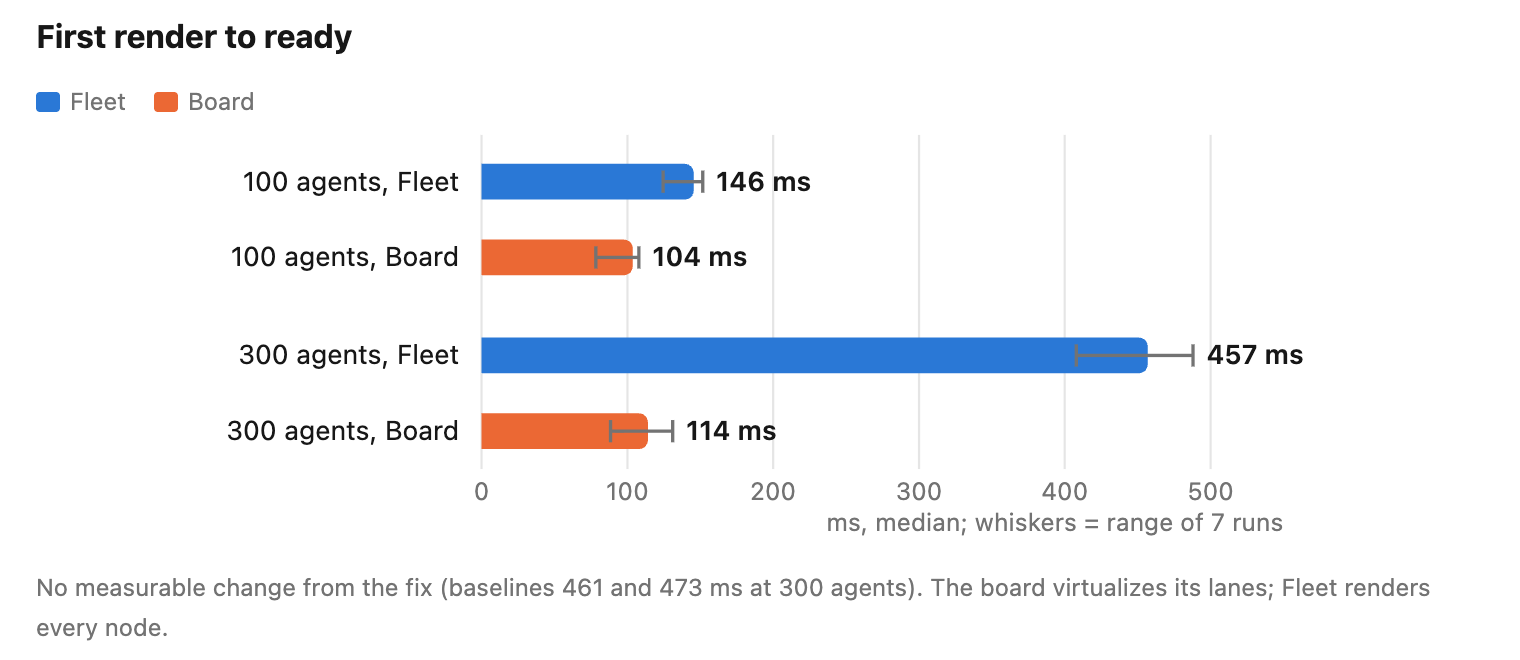 First render to ready
Fleet Board
100 agents, Fleet 146 ms
100 agents, Board 104 ms
300 agents, Fleet 457 ms
300 agents, Board 114 ms
0 100 200 300 400 500
ms, median; whiskers = range of 7 runs
No measurable change from the fix (baselines 461 and 473 ms at 300 agents). The board virtualizes its lanes; Fleet renders
every node.